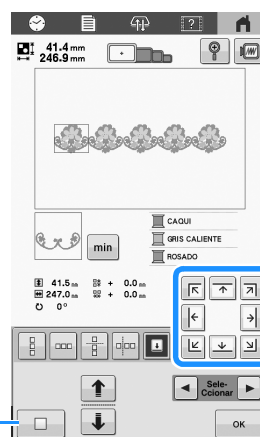 ?
41.4 mm
246.9 mm
CAQUI
GRIS CALIENTE
min
ROSADO
41.5 mm + 0.0 mm
247.0 mm + 0.0 mm
0°
Sele-
Ccionar
OK